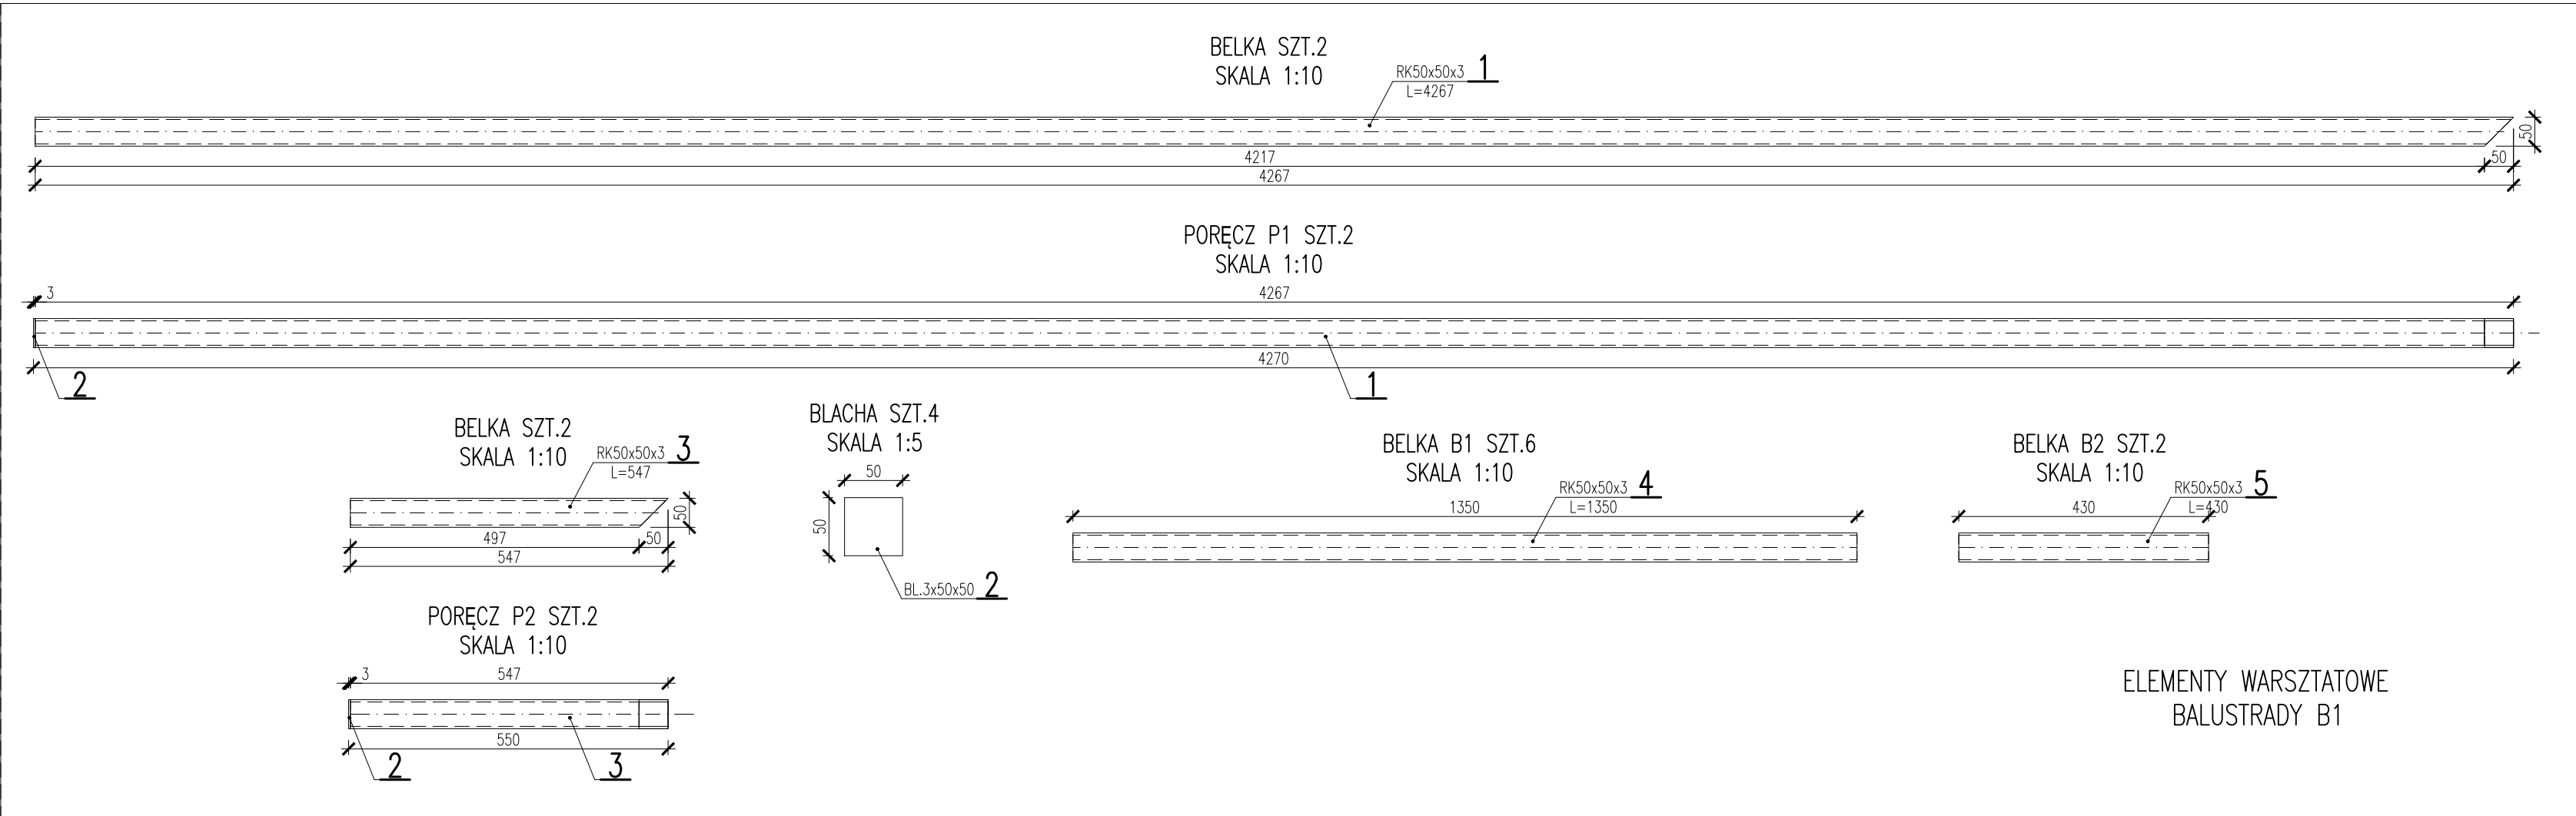 BELKA SZT.2
SKALA 1:10
RK50x50x3 1
L=4267
50
4217
50
4267
PORĘCZ P1 SZT.2
SKALA 1:10
3
4267
4270
2
1
BELKA SZT.2
SKALA 1:10
RK50x50x3 3
L=547
50
497
50
547
BLACHA SZT.4
SKALA 1:5
50
50
BL.3x50x50 2
BELKA B1 SZT.6
SKALA 1:10
RK50x50x3 4
1350
L=1350
BELKA B2 SZT.2
SKALA 1:10
RK50x50x3 5
430
L=430
PORĘCZ P2 SZT.2
SKALA 1:10
3
547
550
2
3
ELEMENTY WARSZTATOWE
BALUSTRADY B1